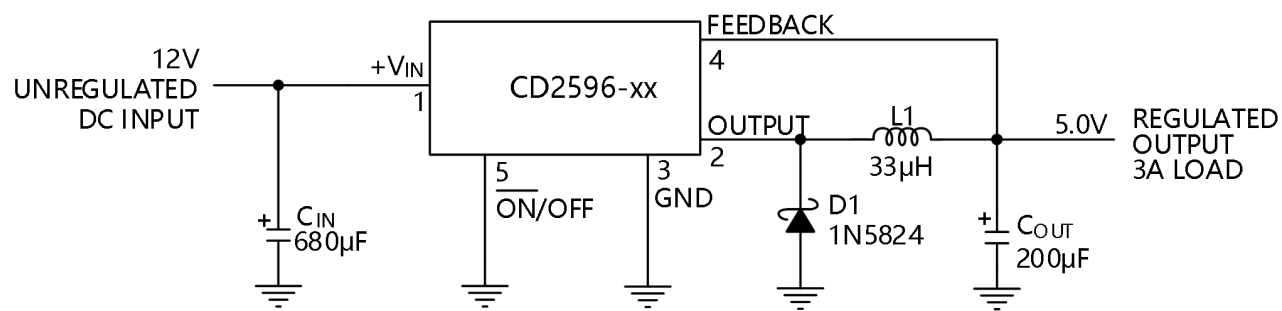 12V
UNREGULATED
DC INPUT
+VIN
1
CD2596-xx
FEEDBACK
4
OUTPUT
2
L1
33µH
5.0V
REGULATED
OUTPUT
3A LOAD
5
ON/OFF
3
GND
+
CIN
680µF
D1
1N5824
+
COUT
200µF